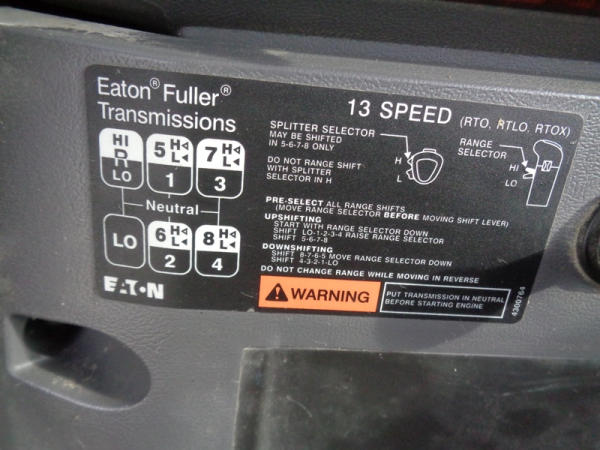 Eaton® Fuller®
Transmissions
13 SPEED (RTO, RTLO, RTOX)
HI
R
LO
5 H
L
1
7 H
L
3
Neutral
LO
6 H
L
2
8 H
L
4
EATON
SPLITTER SELECTOR
MAY BE SHIFTED
IN 5-6-7-8 ONLY
DO NOT RANGE SHIFT
WITH SPLITTER
SELECTOR IN H
H
L
RANGE
SELECTOR
HI
LO
PRE-SELECT ALL RANGE SHIFTS
(MOVE RANGE SELECTOR BEFORE MOVING SHIFT LEVER)
UPSHIFTING
START WITH RANGE SELECTOR DOWN
SHIFT LO-1-2-3-4 RAISE RANGE SELECTOR
SHIFT 5-6-7-8
DOWNSHIFTING
SHIFT 8-7-6-5 MOVE RANGE SELECTOR DOWN
SHIFT 4-3-2-1-LO
DO NOT CHANGE RANGE WHILE MOVING IN REVERSE
WARNING
PUT TRANSMISSION IN NEUTRAL
BEFORE STARTING ENGINE
4300764